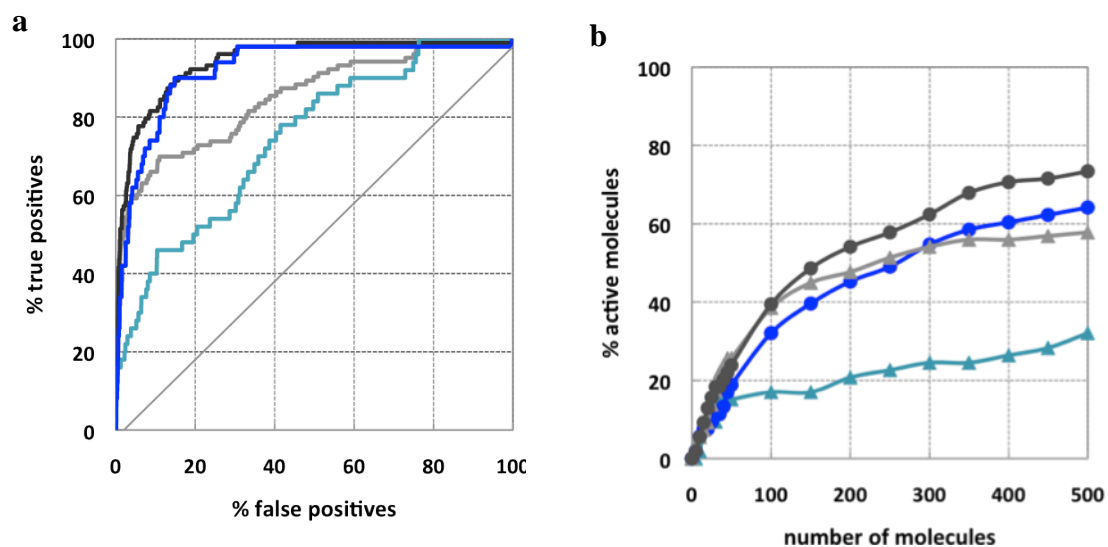 a
100
80
60
40
20
0
0 20 40 60 80 100
% true positives
% false positives
b
100
80
60
40
20
0
0 100 200 300 400 500
% active molecules
number of molecules